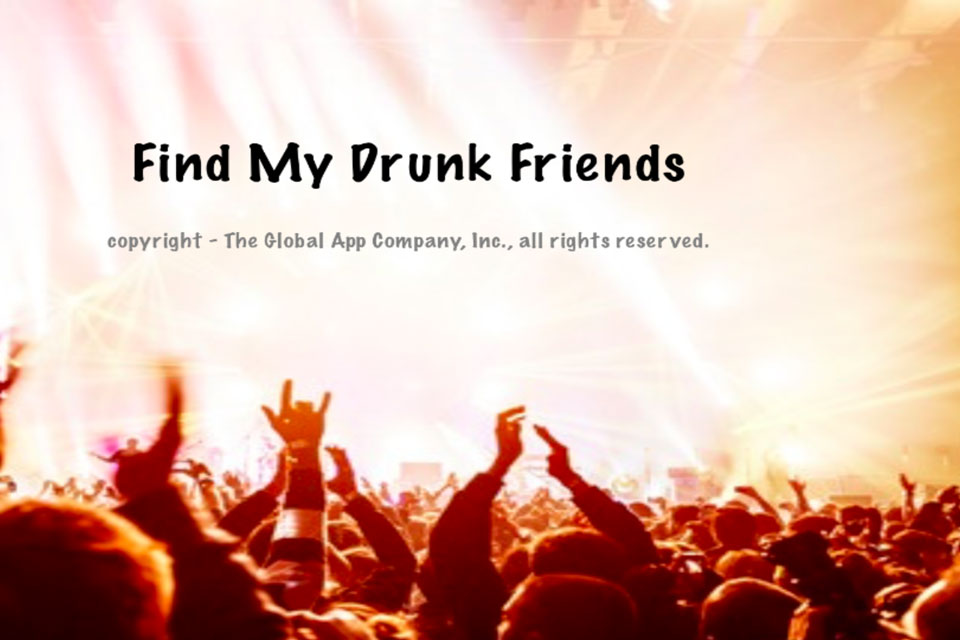 Find My Drunk Friends
copyright - The Global App Company, Inc., all rights reserved.